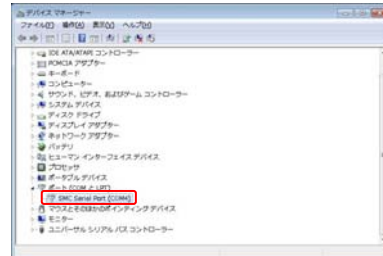 デバイス マネージャー
ファイル(F) 操作(A) 表示(V) ヘルプ(H)
IDE ATA/ATAPI コントローラー
PCMCIA アダプター
キーボード
コンピューター
サウンド、ビデオ、およびゲーム コントローラー
システム デバイス
ディスク ドライブ
ディスプレイ アダプター
ネットワーク アダプター
バッテリ
ヒューマン インターフェイス デバイス
プロセッサ
ポータブル デバイス
ポート (COM と LPT)
SMC Serial Port (COM4)
マウスとそのほかのポインティング デバイス
モニター
ユニバーサル シリアル バス コントローラー